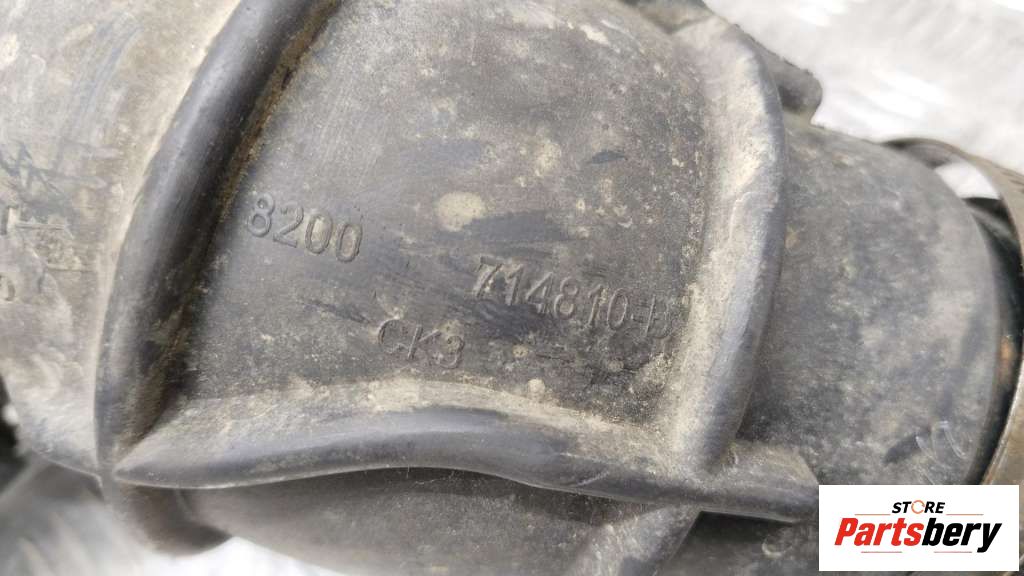 8200
714810-B
CK3
STORE
Partsbery